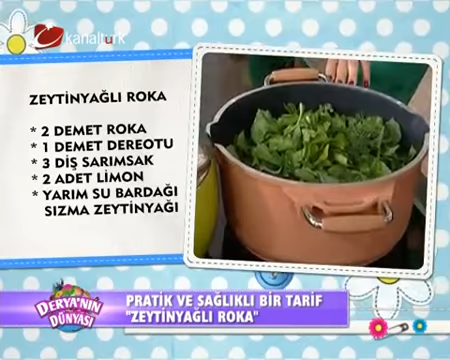 kanaltürk
ZEYTİNYAĞLI ROKA
* 2 DEMET ROKA
* 1 DEMET DEREOTU
* 3 DİŞ SARIMSAK
* 2 ADET LİMON
* YARIM SU BARDAĞI
SIZMA ZEYTİNYAĞI
DERYA'NIN
DÜNYASI
PRATİK VE SAĞLIKLI BİR TARİF
"ZEYTİNYAĞLI ROKA"